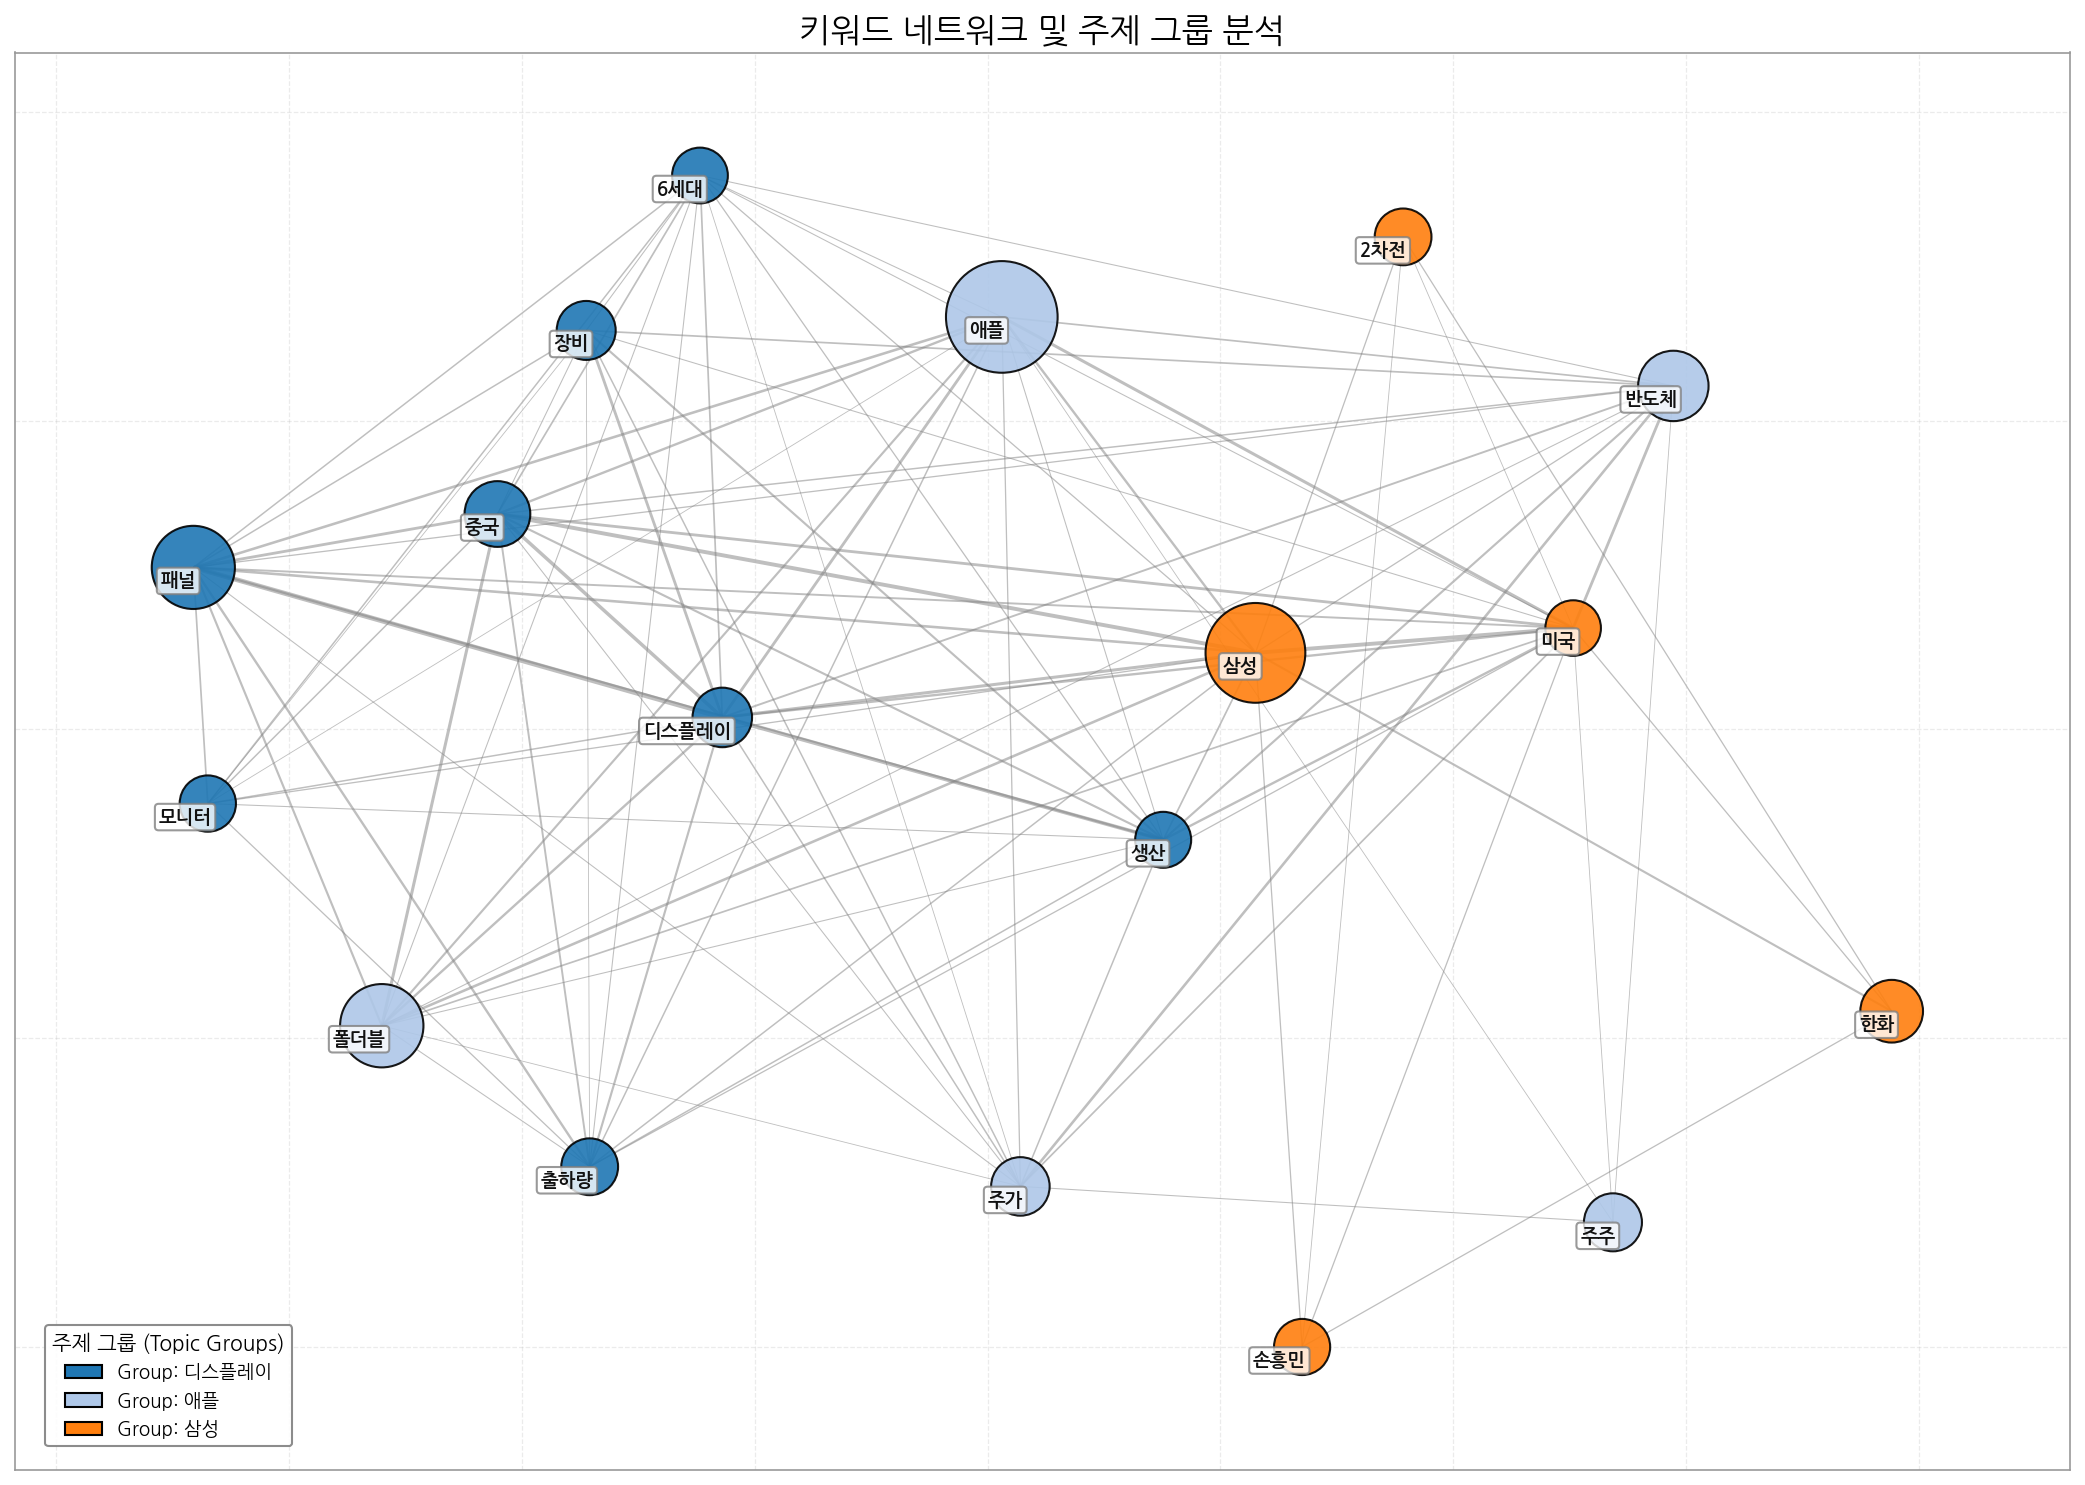 키워드 네트워크 및 주제 그룹 분석
6세대
2차전
애플
장비
반도체
중국
패널
미국
삼성
디스플레이
모니터
생산
한화
폴더블
출하량
주가
주주
손흥민
주제 그룹 (Topic Groups)
Group: 디스플레이
Group: 애플
Group: 삼성